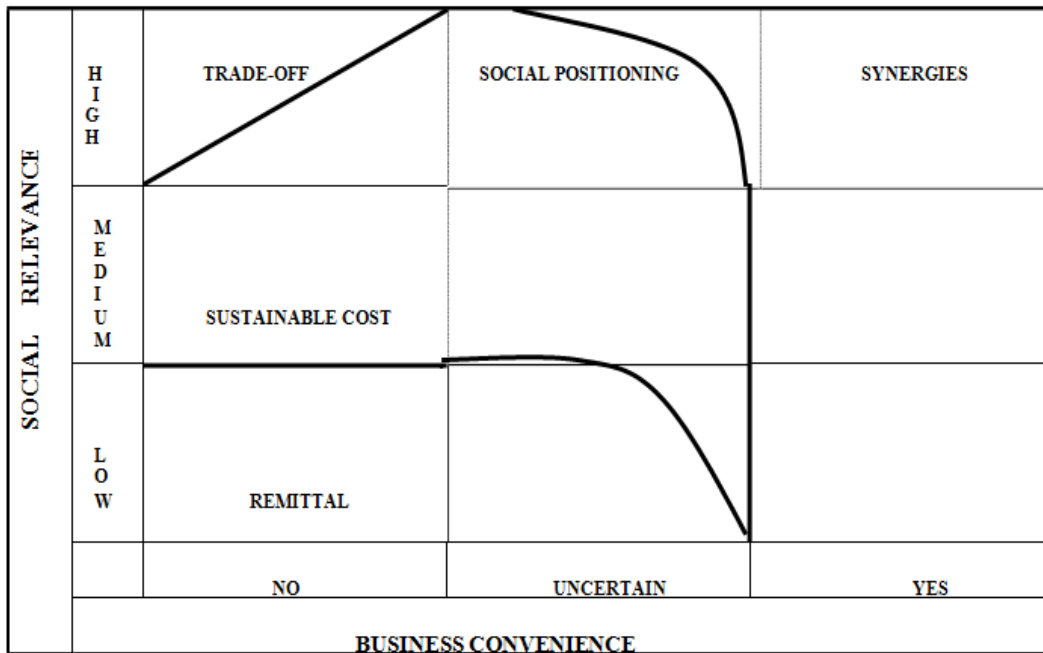 SOCIAL RELEVANCE
HIGH
TRADE-OFF
SOCIAL POSITIONING
SYNERGIES
MEDIUM
SUSTAINABLE COST
LOW
REMITTAL
NO
UNCERTAIN
YES
BUSINESS CONVENIENCE